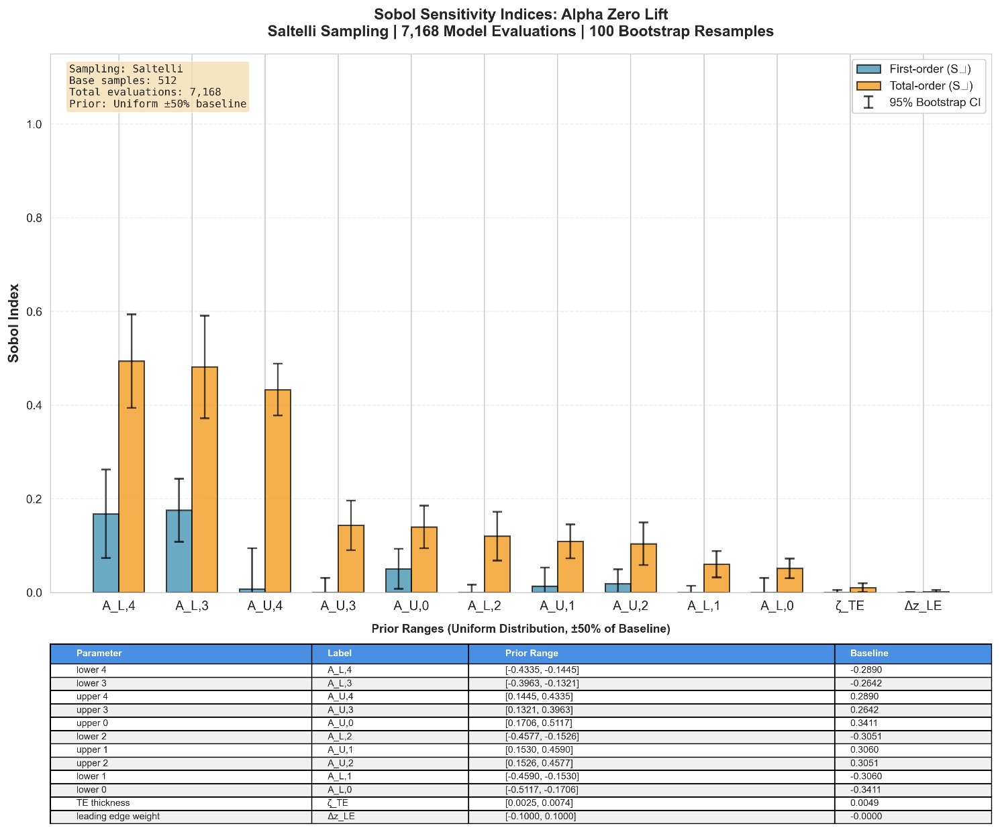 Sobol Sensitivity Indices: Alpha Zero Lift
Saltelli Sampling | 7,168 Model Evaluations | 100 Bootstrap Resamples
Sampling: Saltelli
Base samples: 512
Total evaluations: 7,168
Prior: Uniform ±50% baseline
First-order (S□)
Total-order (S□)
95% Bootstrap CI
Sobol Index
1.0
0.8
0.6
0.4
0.2
0.0
A_L,4 A_L,3 A_U,4 A_U,3 A_U,0 A_L,2 A_U,1 A_U,2 A_L,1 A_L,0 ζ_TE Δz_LE
Prior Ranges (Uniform Distribution, ±50% of Baseline)
Parameter Label Prior Range Baseline
lower 4 A_L,4 [-0.4335, -0.1445] -0.2890
lower 3 A_L,3 [-0.3963, -0.1321] -0.2642
upper 4 A_U,4 [0.1445, 0.4335] 0.2890
upper 3 A_U,3 [0.1321, 0.3963] 0.2642
upper 0 A_U,0 [0.1706, 0.5117] 0.3411
lower 2 A_L,2 [-0.4577, -0.1526] -0.3051
upper 1 A_U,1 [0.1530, 0.4590] 0.3060
upper 2 A_U,2 [0.1526, 0.4577] 0.3051
lower 1 A_L,1 [-0.4590, -0.1530] -0.3060
lower 0 A_L,0 [-0.5117, -0.1706] -0.3411
TE thickness ζ_TE [0.0025, 0.0074] 0.0049
leading edge weight Δz_LE [-0.1000, 0.1000] -0.0000